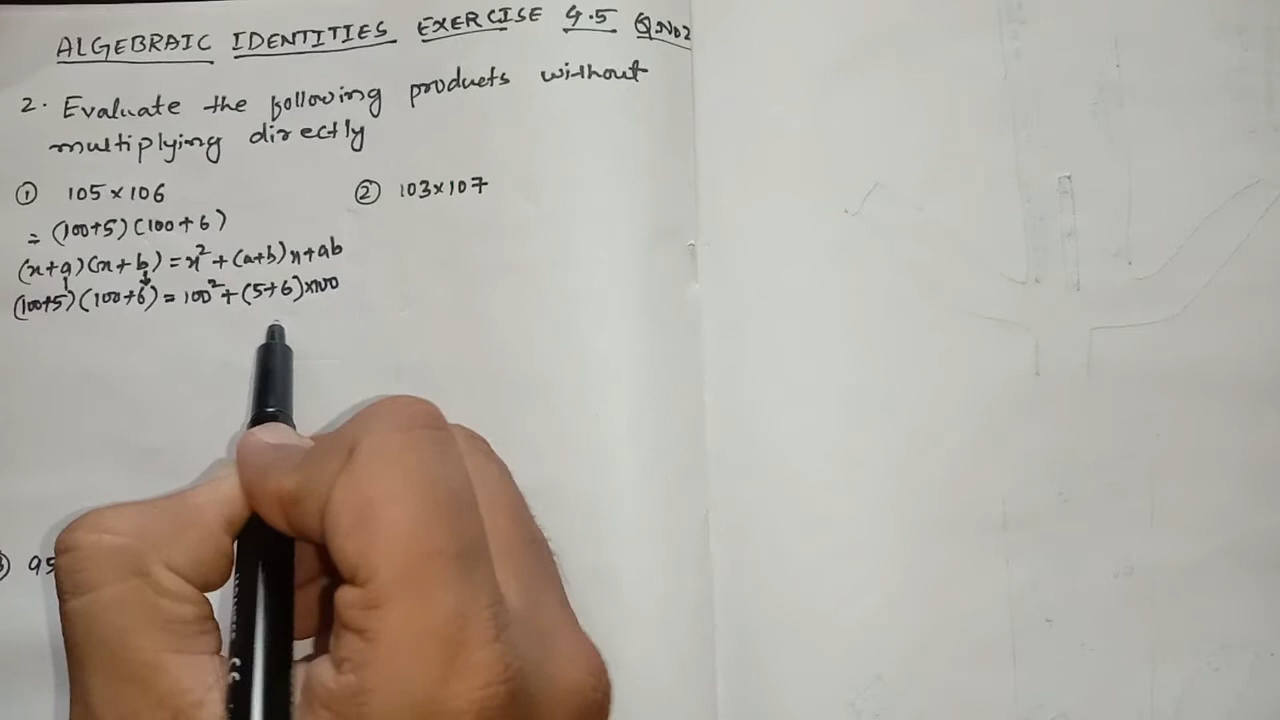 ALGEBRAIC IDENTITIES EXERCISE 4.5 Q.No2
2. Evaluate the following products without
multiplying directly
① 105×106
= (100+5)(100+6)
(x+a)(x+b) = x²+(a+b)x+ab
(100+5)(100+6) = 100²+(5+6)×100
② 103×107
95